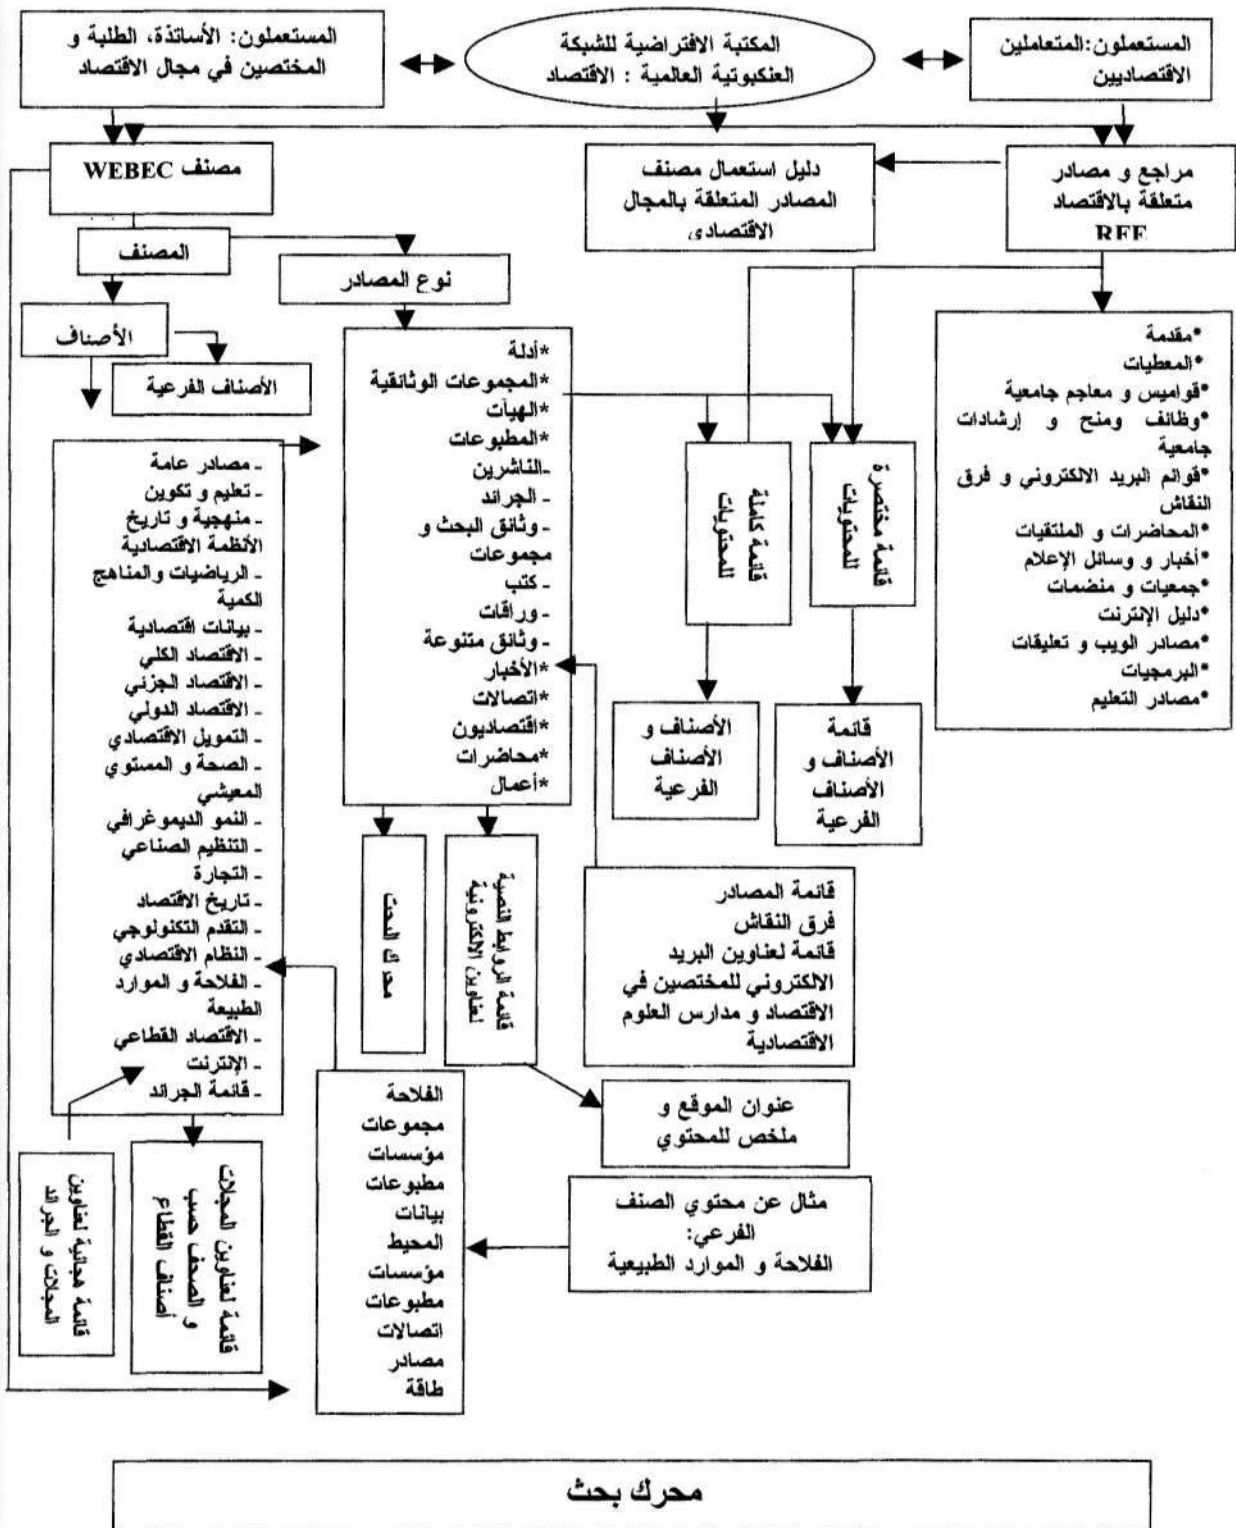 المستعملون: الأساتذة، الطلبة و
المختصين في مجال الاقتصاد
المكتبة الافتراضية للشبكة
العنكبوتية العالمية : الاقتصاد
المستعملون:المتعاملين
الاقتصاديين
مصنف WEBEC
دليل استعمال مصنف
المصادر المتعلقة بالمجال
الاقتصادي
مراجع و مصادر
متعلقة بالاقتصاد
RFE
المصنف
نوع المصادر
الأصناف
الأصناف الفرعية
*أدلة
*المجموعات الوثائقية
*الهيآت
*المطبوعات
-الناشرين
- الجرائد
- وثائق البحث و
مجموعات
- كتب
- وراقات
- وثائق متنوعة
*الأخبار
*اتصالات
*اقتصاديون
*محاضرات
*أعمال
قائمة كاملة
للمحتويات
قائمة مختصرة
للمحتويات
•مقدمة
•المعطيات
•قواميس و معاجم جامعية
•وظائف ومنح و إرشادات
جامعية
•قوائم البريد الالكتروني و فرق
النقاش
•المحاضرات و الملتقيات
•أخبار و وسائل الإعلام
•جمعيات و منضمات
•دليل الإنترنت
•مصادر الويب و تعليقات
•البرمجيات
•مصادر التعليم
- مصادر عامة
- تعليم و تكوين
- منهجية و تاريخ
الأنظمة الاقتصادية
- الرياضيات والمناهج
الكمية
- بيانات اقتصادية
- الاقتصاد الكلي
- الاقتصاد الجزئي
- الاقتصاد الدولي
- التمويل الاقتصادي
- الصحة و المستوي
المعيشي
- النمو الديموغرافي
- التنظيم الصناعي
- التجارة
- تاريخ الاقتصاد
- التقدم التكنولوجي
- النظام الاقتصادي
- الفلاحة و الموارد
الطبيعة
- الاقتصاد القطاعي
- الإنترنت
- قائمة الجرائد
الأصناف و
الأصناف
الفرعية
قائمة
الأصناف و
الأصناف
الفرعية
محرك البحث
قائمة الروابط النصية
لعناوين الالكترونية
قائمة المصادر
فرق النقاش
قائمة لعناوين البريد
الالكتروني للمختصين في
الاقتصاد و مدارس العلوم
الاقتصادية
عنوان الموقع و
ملخص للمحتوي
قائمة هجائية لعناوين
المجلات و الجرائد
قائمة لعناوين المجلات
و الصحف حسب
أصناف القطاع
الفلاحة
مجموعات
مؤسسات
مطبوعات
بيانات
المحيط
مؤسسات
مطبوعات
اتصالات
مصادر
طاقة
مثال عن محتوي الصنف
الفرعي:
الفلاحة و الموارد الطبيعية
محرك بحث